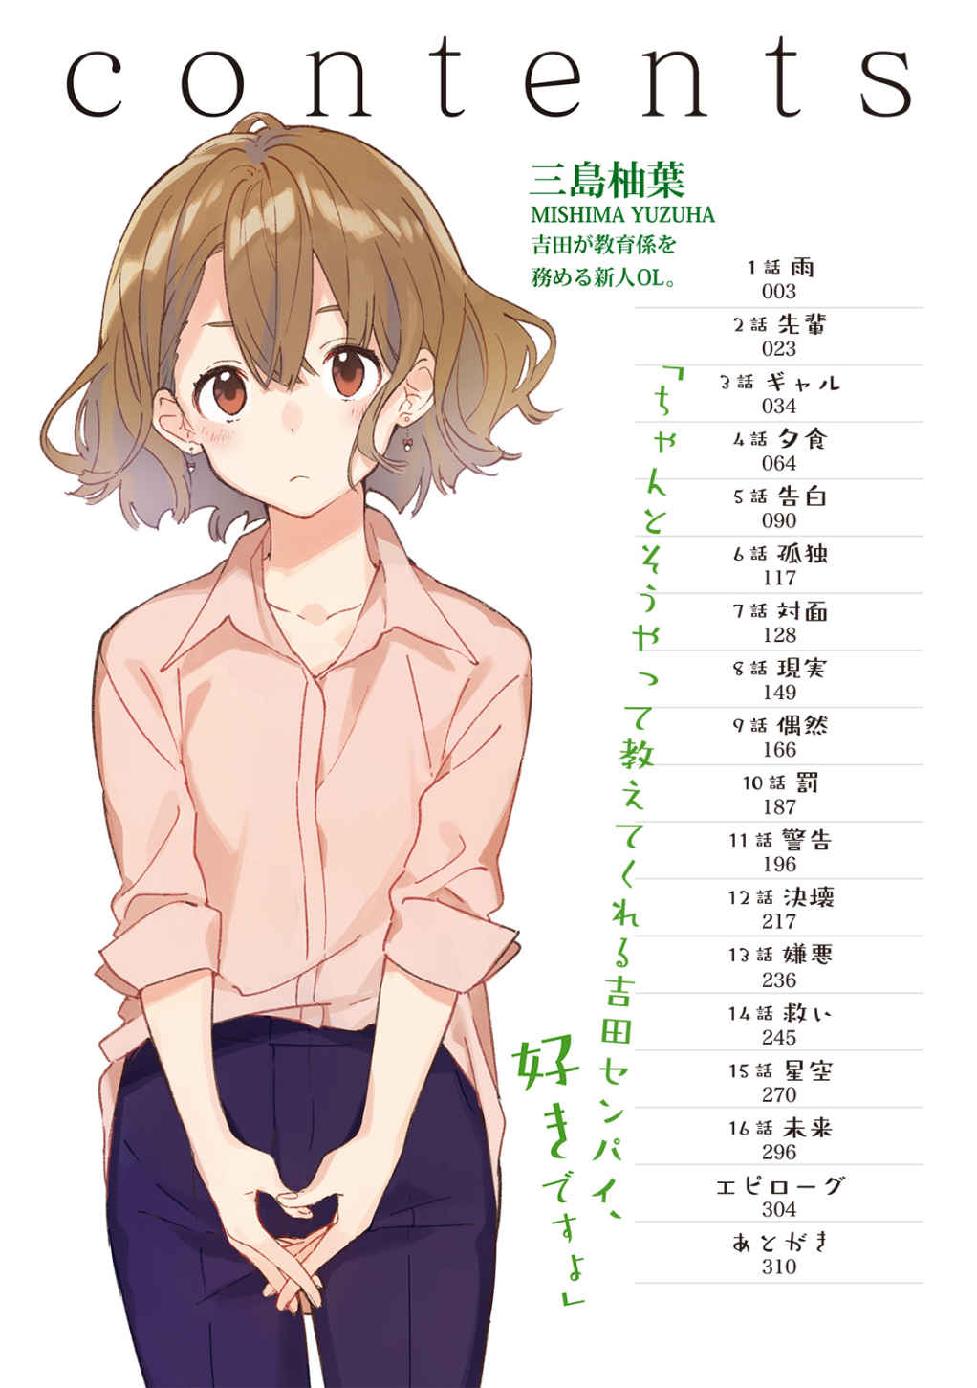 contents
三島柚葉
MISHIMA YUZUHA
吉田が教育係を
務める新人OL。
「ちゃんとそうやって教えてくれる吉田センパイ、
好きですよ」
1話 雨
003
2話 先輩
023
3話 ギャル
034
4話 夕食
064
5話 告白
090
6話 孤独
117
7話 対面
128
8話 現実
149
9話 偶然
166
10話 罰
187
11話 警告
196
12話 決壊
217
13話 嫌悪
236
14話 救い
245
15話 星空
270
16話 未来
296
エピローグ
304
あとがき
310